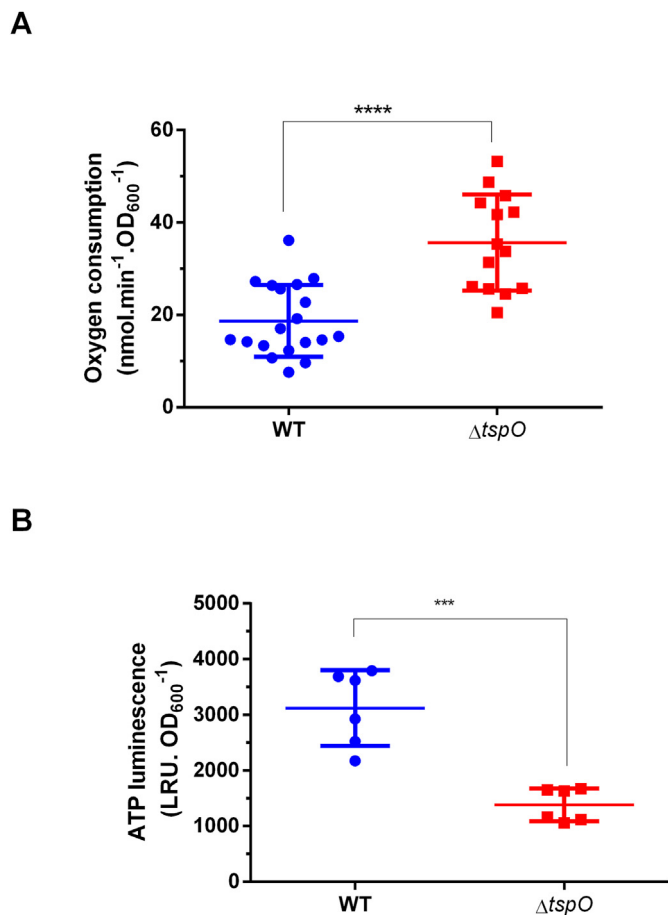 A
****
Oxygen consumption
(nmol.min⁻¹.OD₆₀₀⁻¹)
60
40
20
0
WT
ΔtspO
B
***
ATP luminescence
(LRU. OD₆₀₀⁻¹)
5000
4000
3000
2000
1000
0
WT
ΔtspO